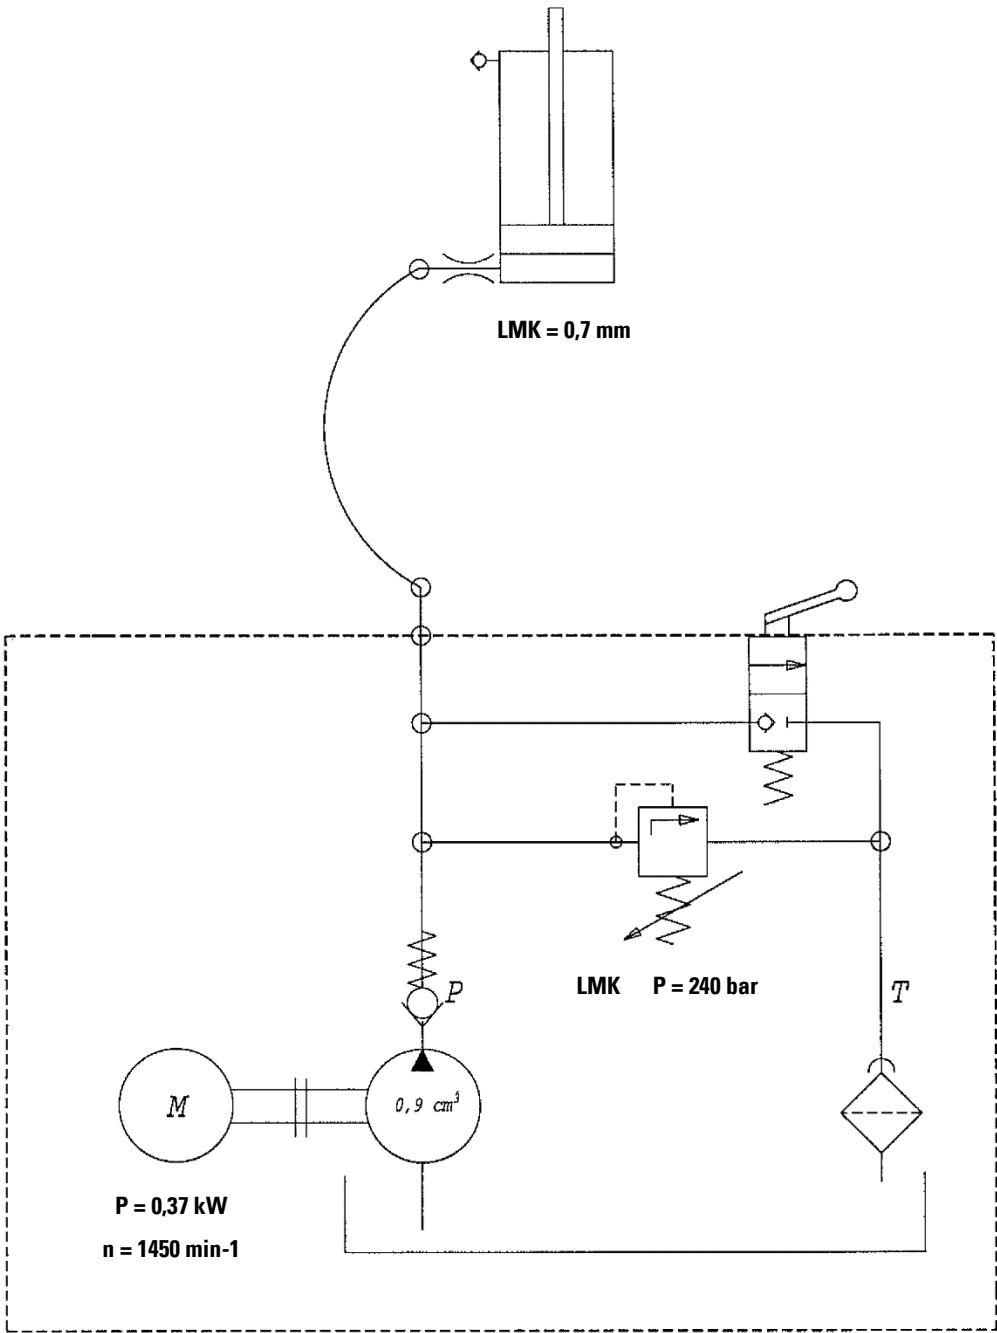 LMK = 0,7 mm
P
LMK P = 240 bar
T
M
0,9 cm³
P = 0,37 kW
n = 1450 min-1